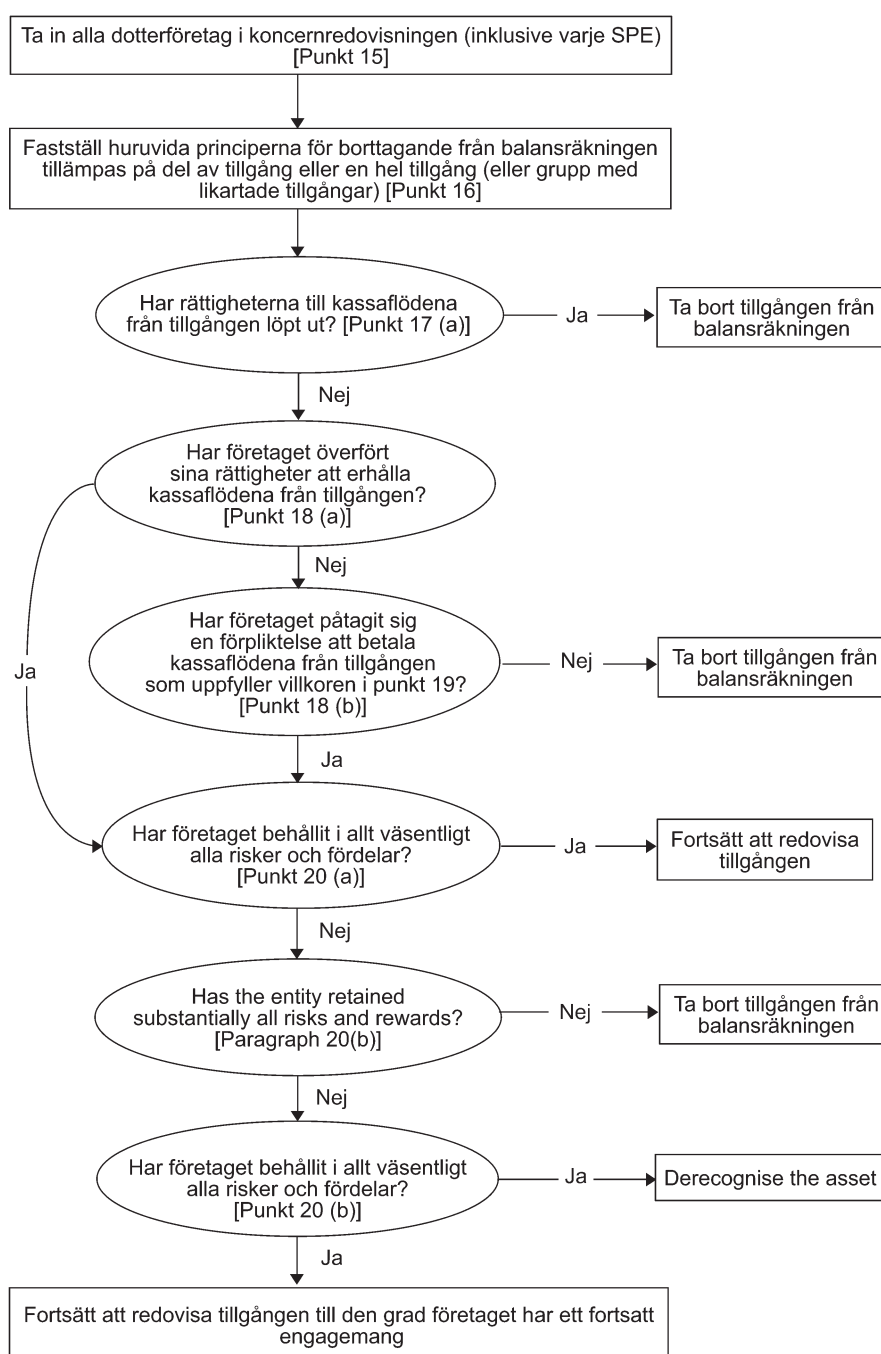 Ta in alla dotterföretag i koncernredovisningen (inklusive varje SPE)
[Punkt 15]
Fastställ huruvida principerna för borttagande från balansräkningen
tillämpas på del av tillgång eller en hel tillgång (eller grupp med
likartade tillgångar) [Punkt 16]
Har rättigheterna till kassaflödena
från tillgången löpt ut? [Punkt 17 (a)]
Ja
Ta bort tillgången från
balansräkningen
Nej
Har företaget överfört
sina rättigheter att erhålla
kassaflödena från tillgången?
[Punkt 18 (a)]
Nej
Ja
Har företaget påtagit sig
en förpliktelse att betala
kassaflödena från tillgången
som uppfyller villkoren i punkt 19?
[Punkt 18 (b)]
Nej
Ta bort tillgången från
balansräkningen
Ja
Har företaget behållit i allt väsentligt
alla risker och fördelar?
[Punkt 20 (a)]
Ja
Fortsätt att redovisa
tillgången
Nej
Has the entity retained
substantially all risks and rewards?
[Paragraph 20(b)]
Nej
Ta bort tillgången från
balansräkningen
Nej
Har företaget behållit i allt väsentligt
alla risker och fördelar?
[Punkt 20 (b)]
Ja
Derecognise the asset
Ja
Fortsätt att redovisa tillgången till den grad företaget har ett fortsatt
engagemang